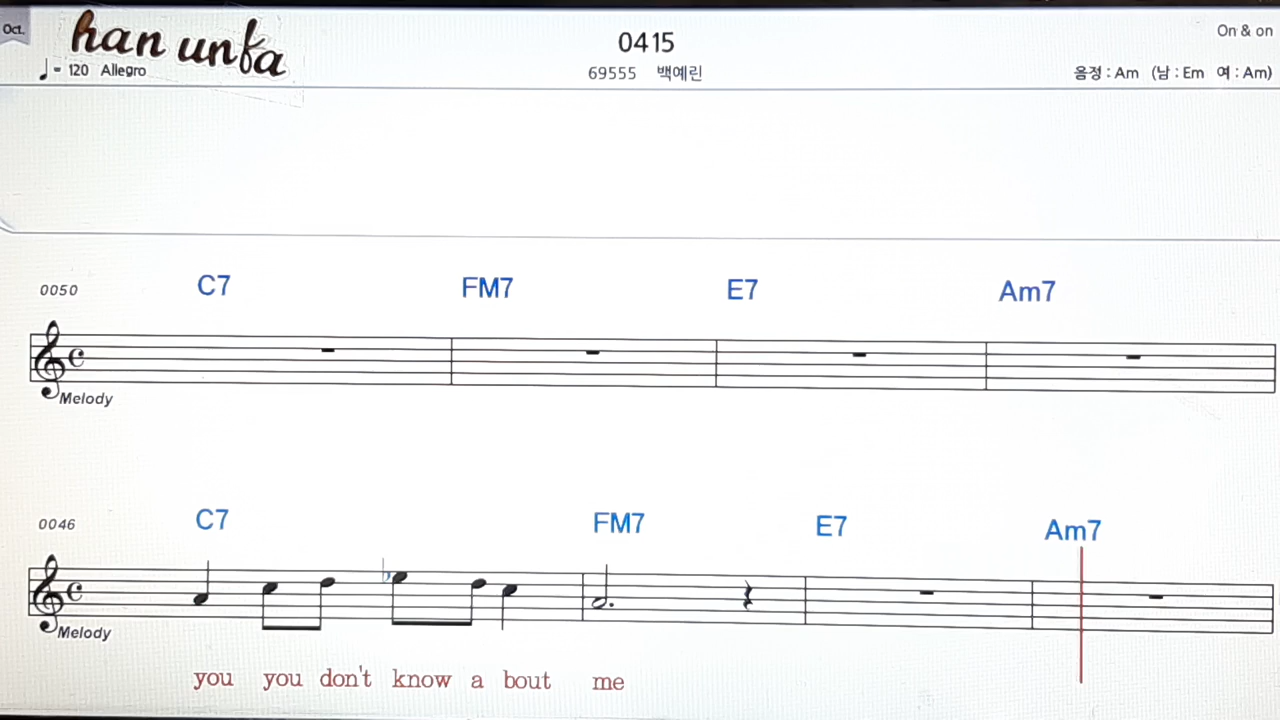 Oct.
han unfa
0415
On & on
♩ = 120 Allegro
69555 백예린
음정 : Am (남 : Em 여 : Am)
0050 C7 FM7 E7 Am7
Melody
0046 C7 FM7 E7 Am7
Melody
you you don't know a bout me